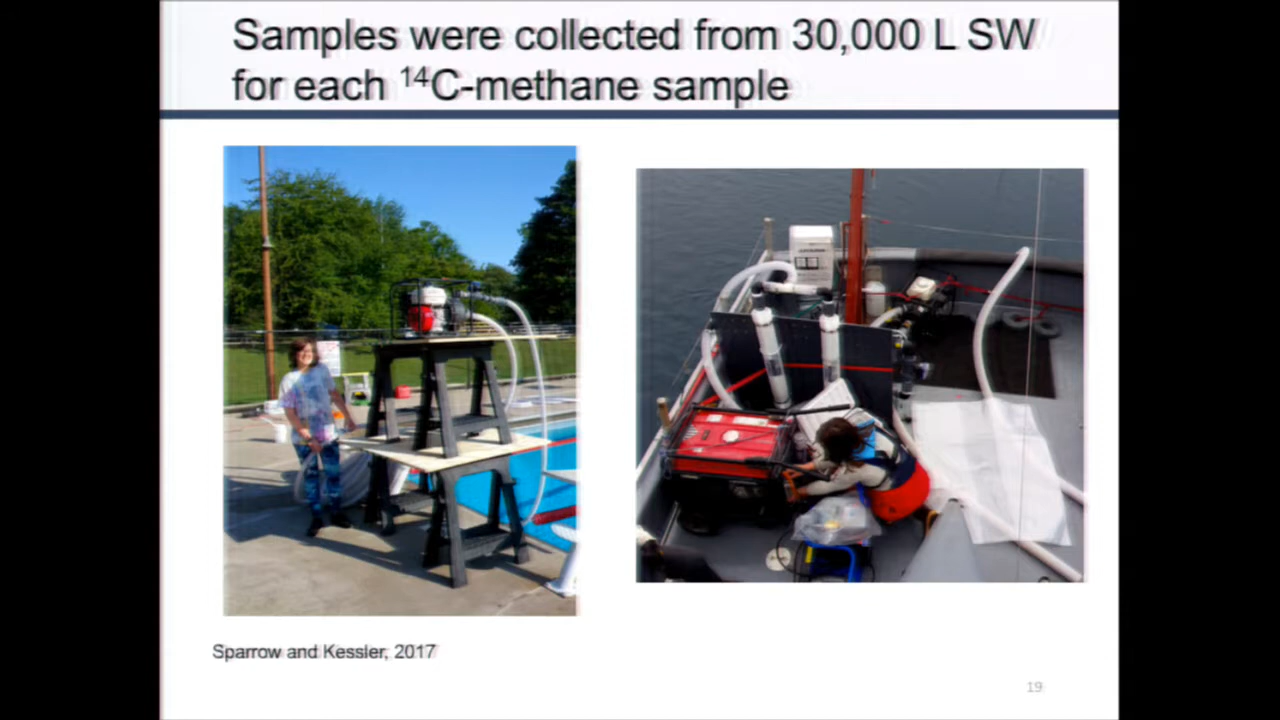 Samples were collected from 30,000 L SW
for each ¹⁴C-methane sample
Sparrow and Kessler, 2017
19